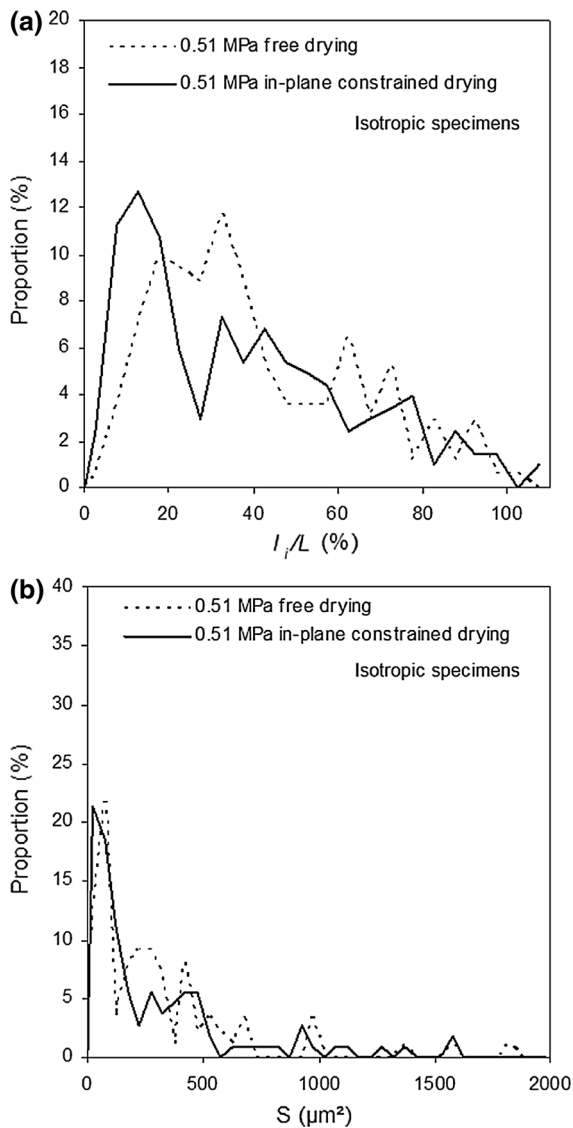 (a)
20
18
16
14
12
10
8
6
4
2
0
Proportion (%)
0.51 MPa free drying
0.51 MPa in-plane constrained drying
Isotropic specimens
0 20 40 60 80 100
l i/L (%)
(b)
40
35
30
25
20
15
10
5
0
Proportion (%)
0.51 MPa free drying
0.51 MPa in-plane constrained drying
Isotropic specimens
0 500 1000 1500 2000
S (µm²)